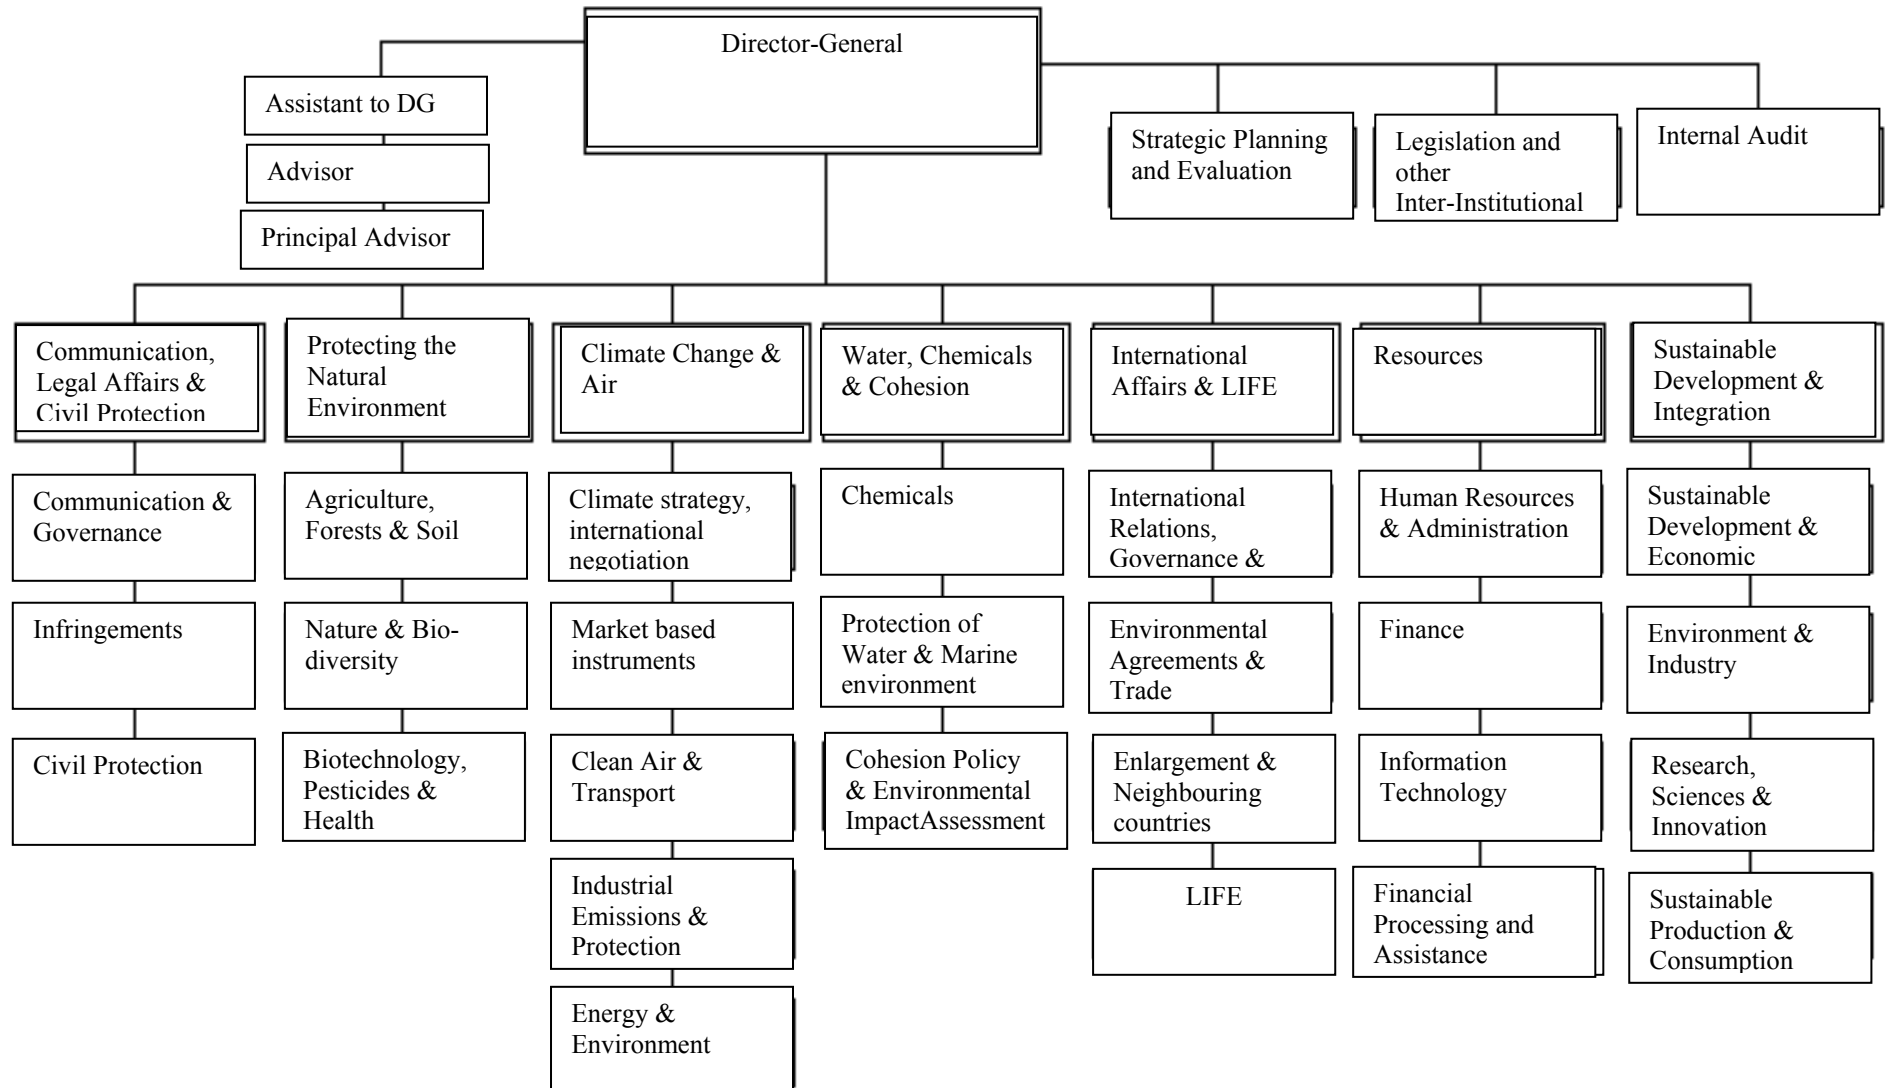 Director-General
Assistant to DG
Advisor
Principal Advisor
Strategic Planning
and Evaluation
Legislation and
other
Inter-Institutional
Internal Audit
Communication,
Legal Affairs &
Civil Protection
Protecting the
Natural
Environment
Climate Change &
Air
Water, Chemicals
& Cohesion
International
Affairs & LIFE
Resources
Sustainable
Development &
Integration
Communication &
Governance
Agriculture,
Forests & Soil
Climate strategy,
international
negotiation
Chemicals
International
Relations,
Governance &
Human Resources
& Administration
Sustainable
Development &
Economic
Infringements
Nature & Bio-
diversity
Market based
instruments
Protection of
Water & Marine
environment
Environmental
Agreements &
Trade
Finance
Environment &
Industry
Civil Protection
Biotechnology,
Pesticides &
Health
Clean Air &
Transport
Cohesion Policy
& Environmental
ImpactAssessment
Enlargement &
Neighbouring
countries
Information
Technology
Research,
Sciences &
Innovation
Industrial
Emissions &
Protection
LIFE
Financial
Processing and
Assistance
Sustainable
Production &
Consumption
Energy &
Environment